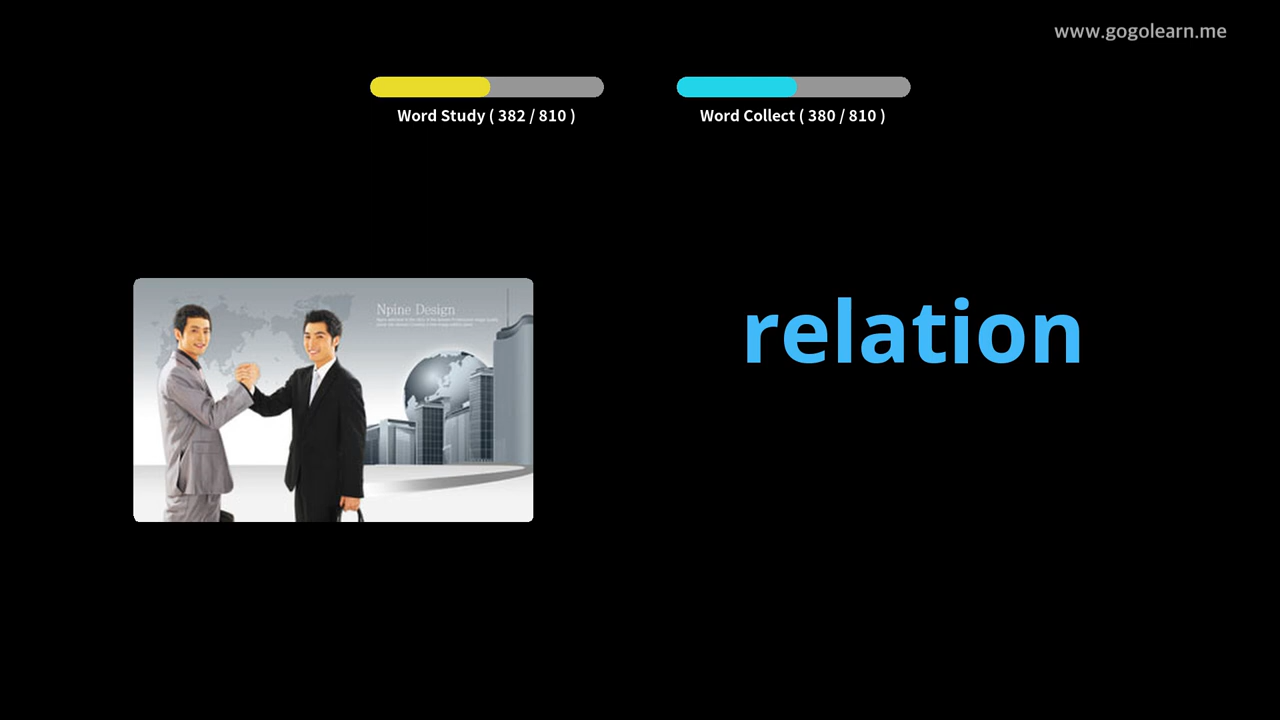 www.gogolearn.me
Word Study ( 382 / 810 )
Word Collect ( 380 / 810 )
Npine Design
relation